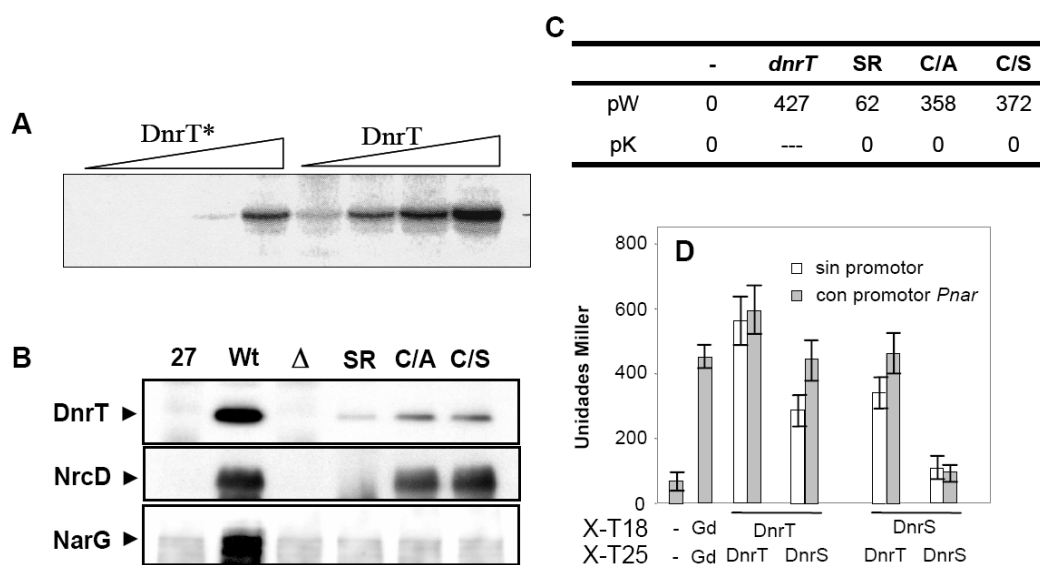 A
DnrT* DnrT
B
27 Wt Δ SR C/A C/S
DnrT
NrcD
NarG
C
- dnrT SR C/A C/S
pW 0 427 62 358 372
pK 0 --- 0 0 0
D
sin promotor
con promotor Pnar
Unidades Miller
800
600
400
200
0
X-T18 - Gd DnrT DnrS
X-T25 - Gd DnrT DnrS DnrT DnrS